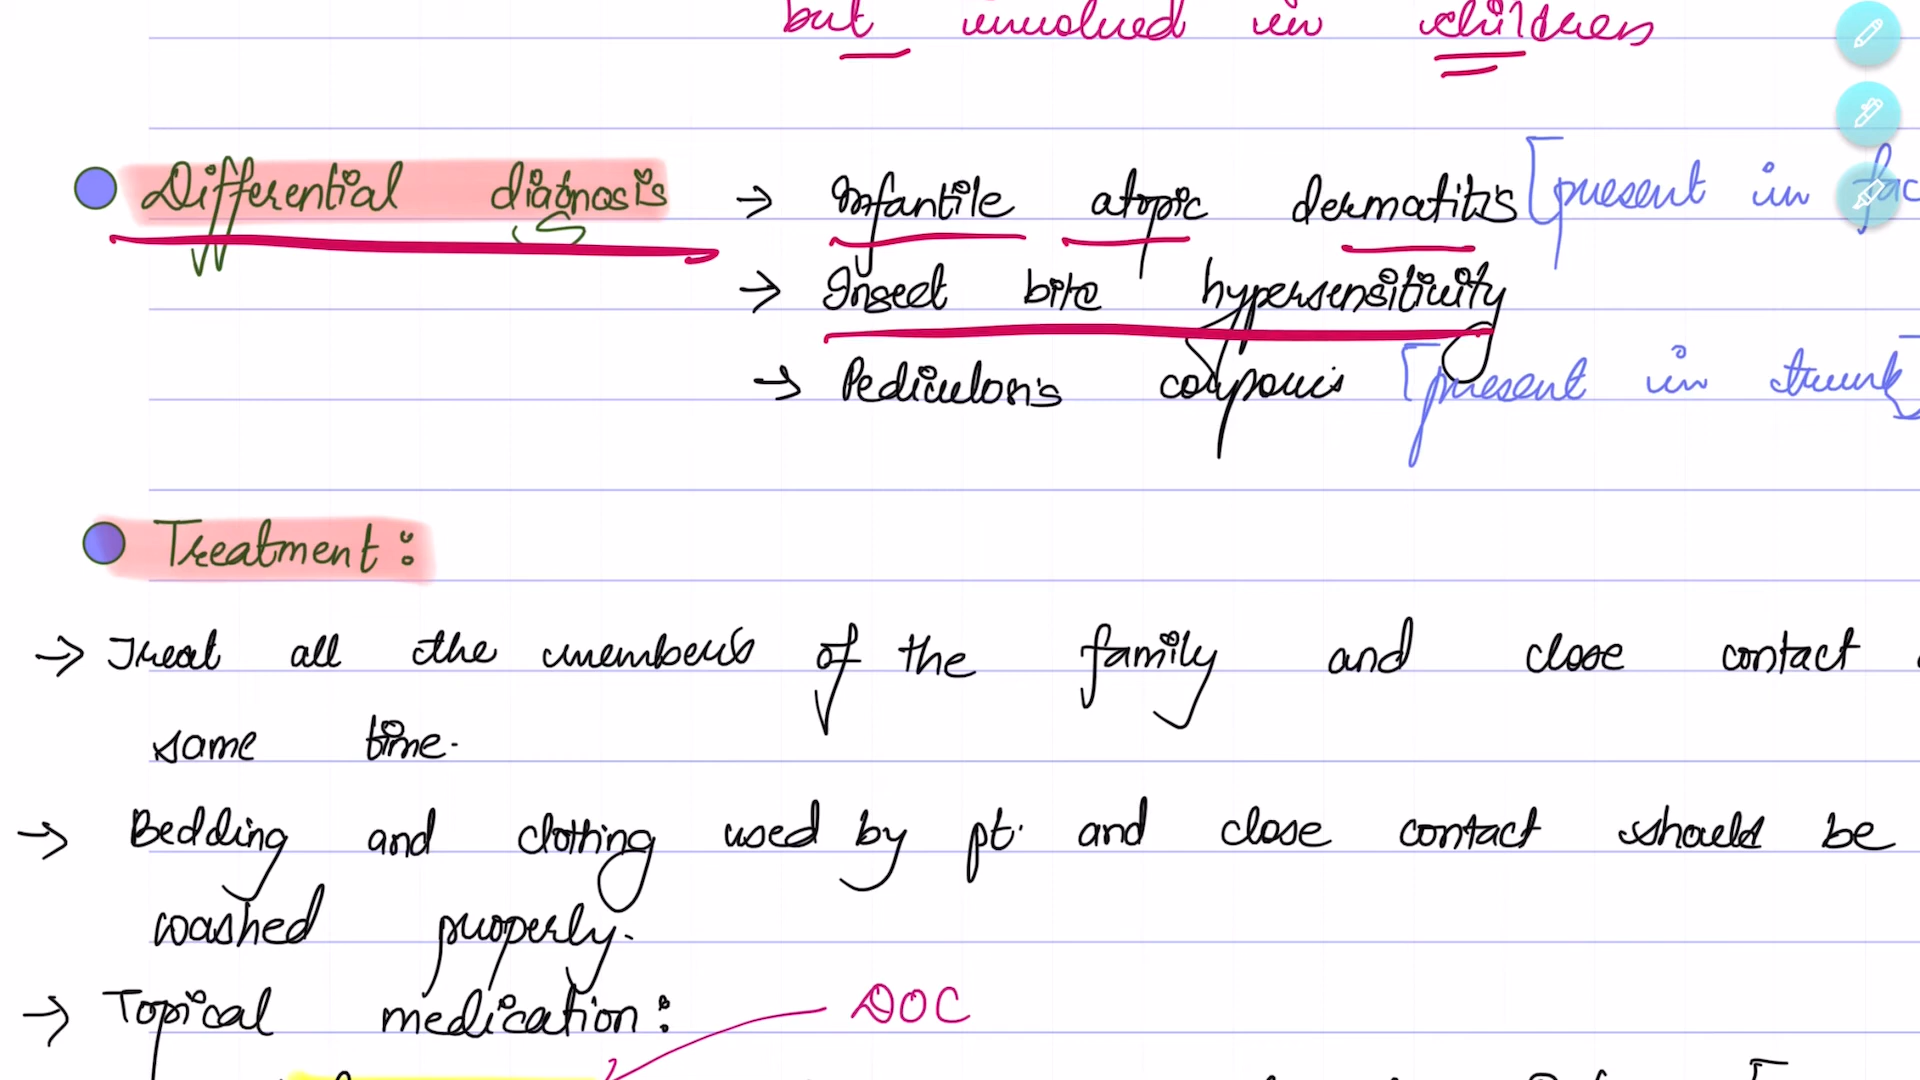 but involved in children
Differential diagnosis → Infantile atopic dermatitis [present in fac
→ Insect bite hypersensitivity
→ Pediculosis corporis [present in trunk]
Treatment:
→ Treat all the members of the family and close contact
same time.
→ Bedding and clothing used by pt. and close contact should be
washed properly.
→ Topical medication: DOC